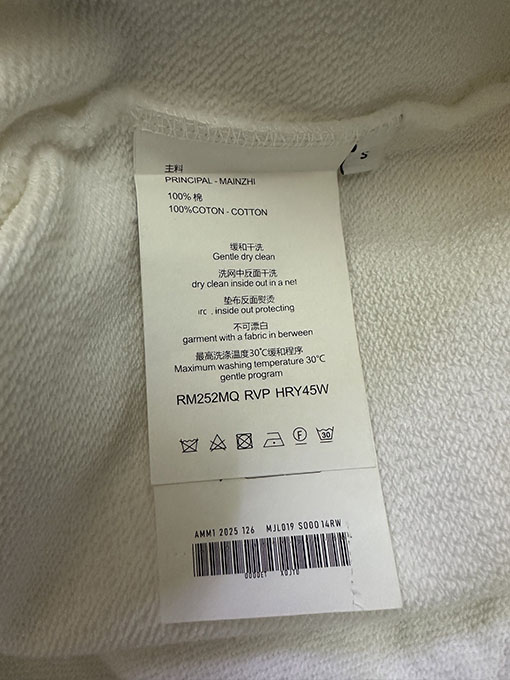 S
主料
PRINCIPAL - MAINZHI
100% 棉
100%COTON - COTTON
缓和干洗
Gentle dry clean
洗网中反面干洗
dry clean inside out in a net
垫布反面熨烫
. inside out protecting
不可漂白
garment with a fabric in berween
最高洗涤温度30℃缓和程序
Maximum washing temperature 30℃
gentle program
RM252MQ RVP HRY45W
F 30
AMM1 2025 126 MJL019 S000 14RW